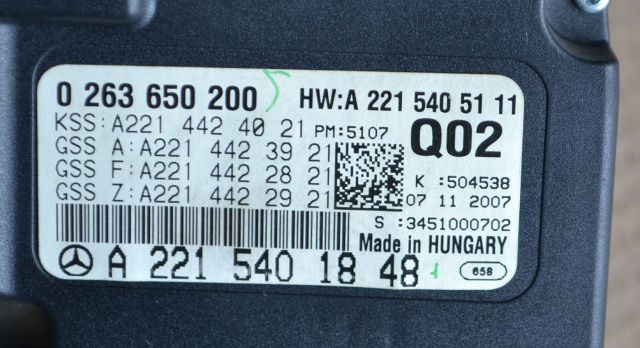 0 263 650 200 HW:A 221 540 51 11
KSS:A221 442 40 21 PM:5107 Q02
GSS A:A221 442 39 21
GSS F:A221 442 28 21 K :504538
GSS Z:A221 442 29 21 07 11 2007
S :3451000702
Made in HUNGARY
A 221 540 18 48 658